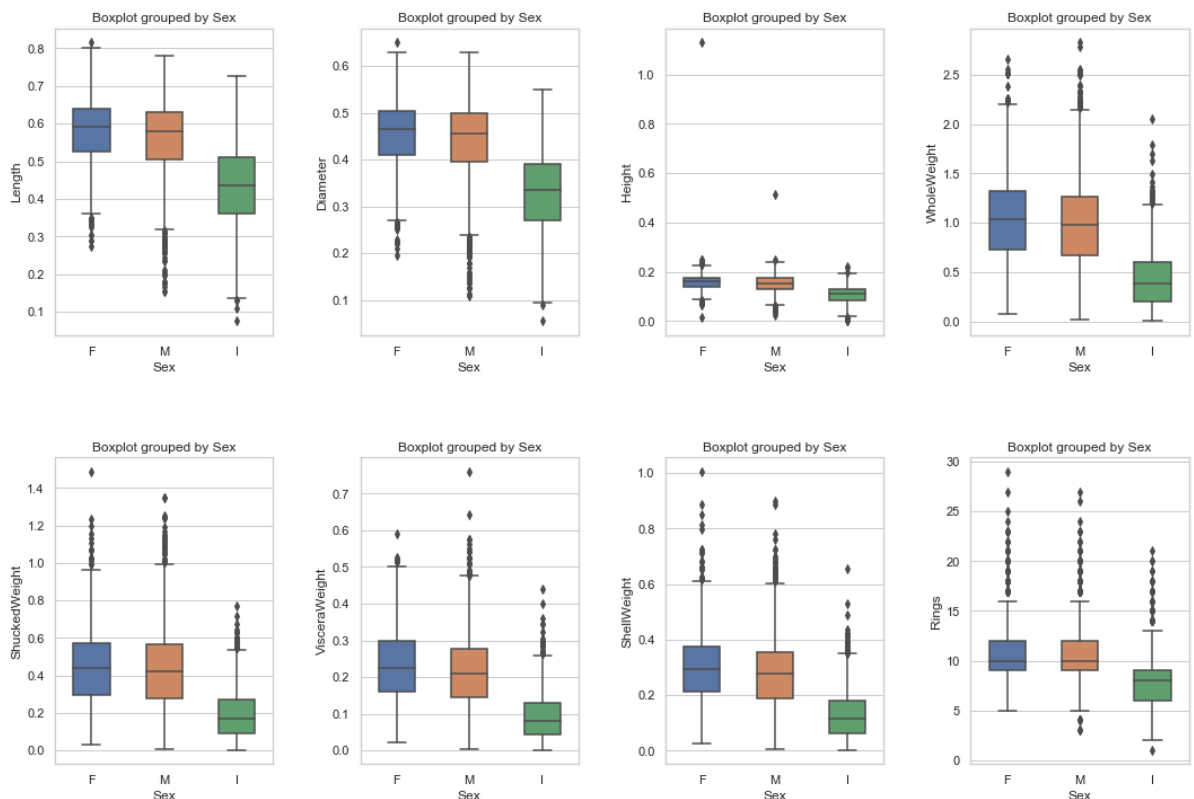 Boxplot grouped by Sex
0.8
0.7
0.6
0.5
0.4
0.3
0.2
0.1
Length
F M I
Sex
Boxplot grouped by Sex
0.6
0.5
0.4
0.3
0.2
0.1
Diameter
F M I
Sex
Boxplot grouped by Sex
1.0
0.8
0.6
0.4
0.2
0.0
Height
F M I
Sex
Boxplot grouped by Sex
2.5
2.0
1.5
1.0
0.5
0.0
WholeWeight
F M I
Sex
Boxplot grouped by Sex
1.4
1.2
1.0
0.8
0.6
0.4
0.2
0.0
ShuckedWeight
F M I
Sex
Boxplot grouped by Sex
0.7
0.6
0.5
0.4
0.3
0.2
0.1
0.0
VisceraWeight
F M I
Sex
Boxplot grouped by Sex
1.0
0.8
0.6
0.4
0.2
0.0
ShellWeight
F M I
Sex
Boxplot grouped by Sex
30
25
20
15
10
5
0
Rings
F M I
Sex